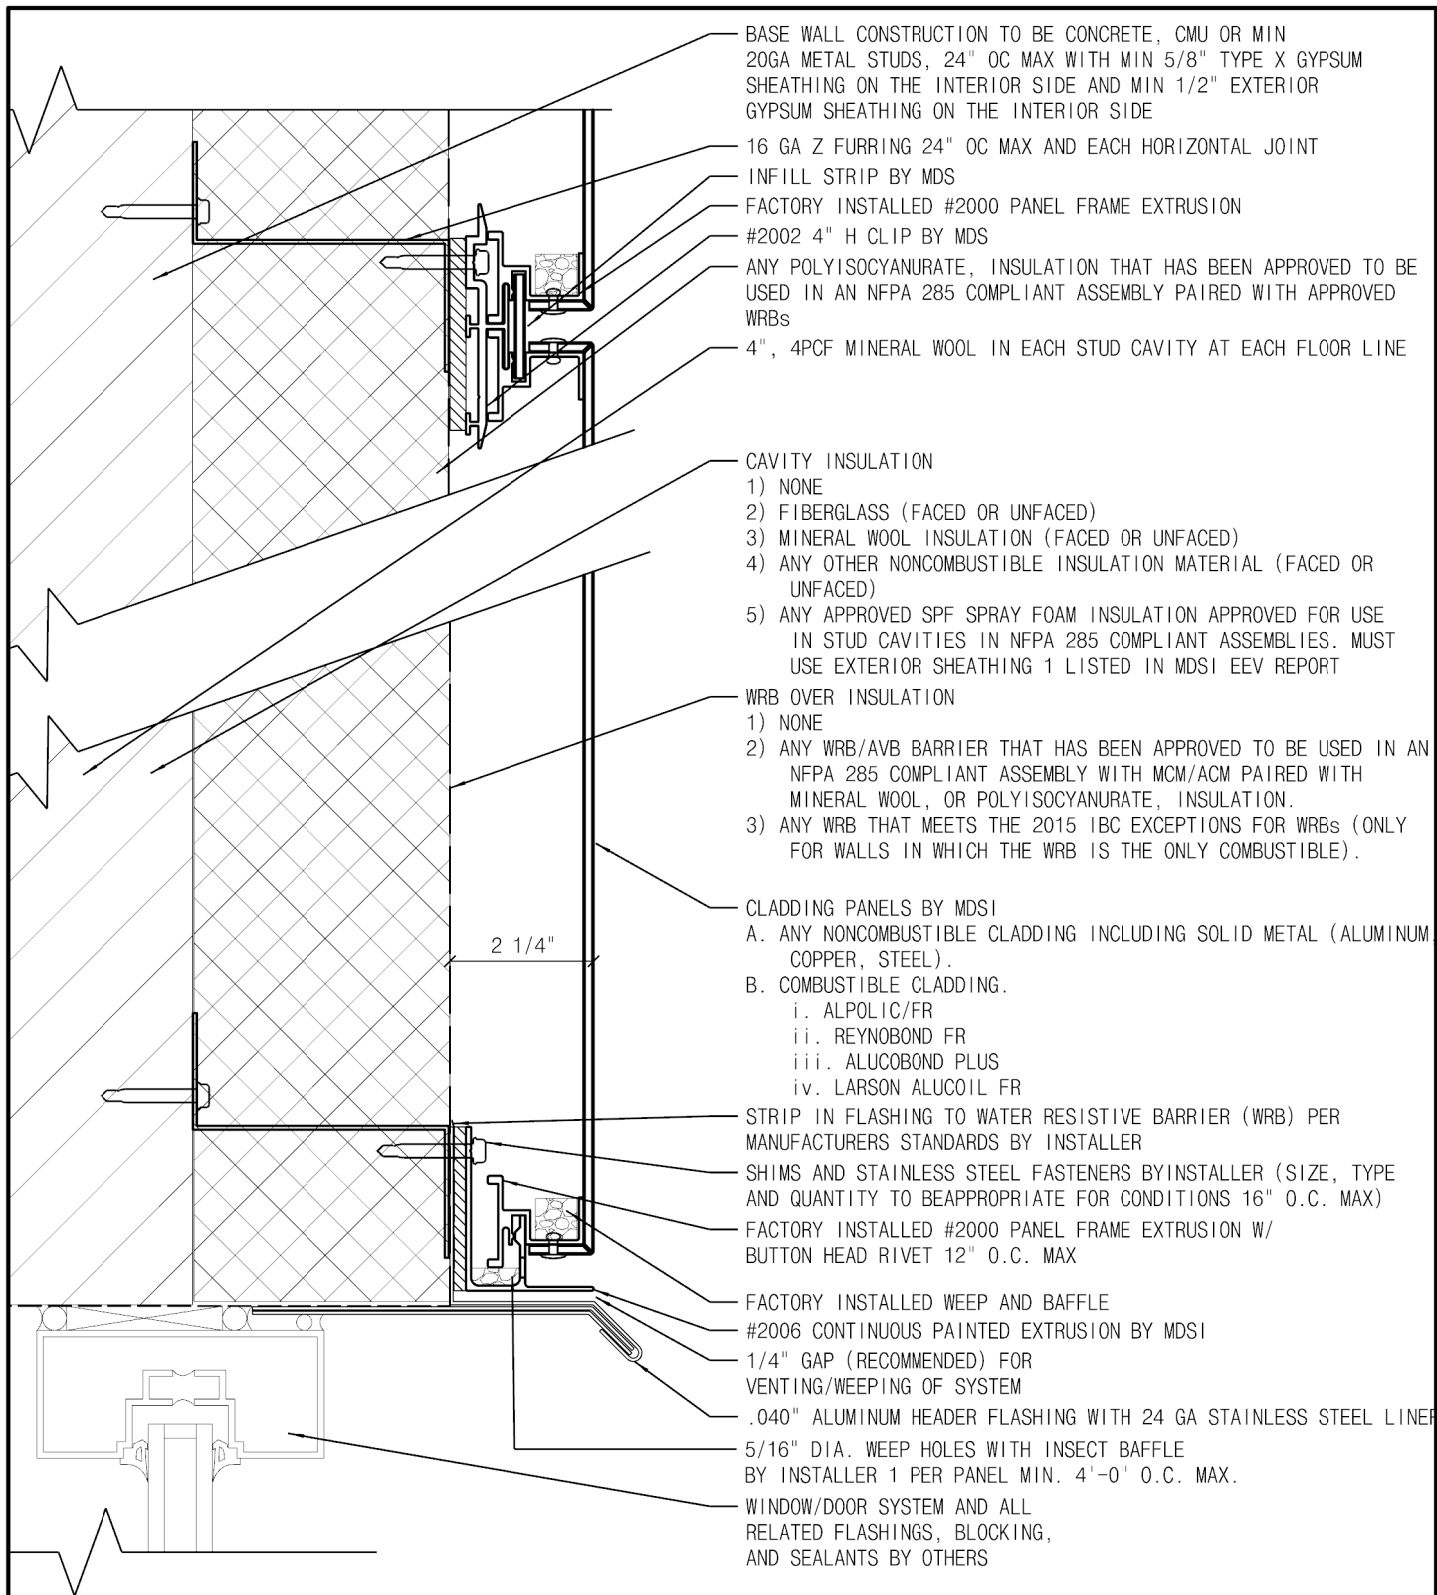 BASE WALL CONSTRUCTION TO BE CONCRETE, CMU OR MIN
20GA METAL STUDS, 24" OC MAX WITH MIN 5/8" TYPE X GYPSUM
SHEATHING ON THE INTERIOR SIDE AND MIN 1/2" EXTERIOR
GYPSUM SHEATHING ON THE INTERIOR SIDE
16 GA Z FURRING 24" OC MAX AND EACH HORIZONTAL JOINT
INFILL STRIP BY MDS
FACTORY INSTALLED #2000 PANEL FRAME EXTRUSION
#2002 4" H CLIP BY MDS
ANY POLYISOCYANURATE, INSULATION THAT HAS BEEN APPROVED TO BE
USED IN AN NFPA 285 COMPLIANT ASSEMBLY PAIRED WITH APPROVED
WRBs
4", 4PCF MINERAL WOOL IN EACH STUD CAVITY AT EACH FLOOR LINE
CAVITY INSULATION
1) NONE
2) FIBERGLASS (FACED OR UNFACED)
3) MINERAL WOOL INSULATION (FACED OR UNFACED)
4) ANY OTHER NONCOMBUSTIBLE INSULATION MATERIAL (FACED OR
UNFACED)
5) ANY APPROVED SPF SPRAY FOAM INSULATION APPROVED FOR USE
IN STUD CAVITIES IN NFPA 285 COMPLIANT ASSEMBLIES. MUST
USE EXTERIOR SHEATHING 1 LISTED IN MDSI EEV REPORT
WRB OVER INSULATION
1) NONE
2) ANY WRB/AVB BARRIER THAT HAS BEEN APPROVED TO BE USED IN AN
NFPA 285 COMPLIANT ASSEMBLY WITH MCM/ACM PAIRED WITH
MINERAL WOOL, OR POLYISOCYANURATE, INSULATION.
3) ANY WRB THAT MEETS THE 2015 IBC EXCEPTIONS FOR WRBs (ONLY
FOR WALLS IN WHICH THE WRB IS THE ONLY COMBUSTIBLE).
CLADDING PANELS BY MDSI
A. ANY NONCOMBUSTIBLE CLADDING INCLUDING SOLID METAL (ALUMINUM,
COPPER, STEEL).
2 1/4"
B. COMBUSTIBLE CLADDING.
i. ALPOLIC/FR
ii. REYNOBOND FR
iii. ALUCOBOND PLUS
iv. LARSON ALUCOIL FR
STRIP IN FLASHING TO WATER RESISTIVE BARRIER (WRB) PER
MANUFACTURERS STANDARDS BY INSTALLER
SHIMS AND STAINLESS STEEL FASTENERS BYINSTALLER (SIZE, TYPE
AND QUANTITY TO BEAPPROPRIATE FOR CONDITIONS 16" O.C. MAX)
FACTORY INSTALLED #2000 PANEL FRAME EXTRUSION W/
BUTTON HEAD RIVET 12" O.C. MAX
FACTORY INSTALLED WEEP AND BAFFLE
#2006 CONTINUOUS PAINTED EXTRUSION BY MDSI
1/4" GAP (RECOMMENDED) FOR
VENTING/WEEPING OF SYSTEM
.040" ALUMINUM HEADER FLASHING WITH 24 GA STAINLESS STEEL LINER
5/16" DIA. WEEP HOLES WITH INSECT BAFFLE
BY INSTALLER 1 PER PANEL MIN. 4'-0' O.C. MAX.
WINDOW/DOOR SYSTEM AND ALL
RELATED FLASHINGS, BLOCKING,
AND SEALANTS BY OTHERS